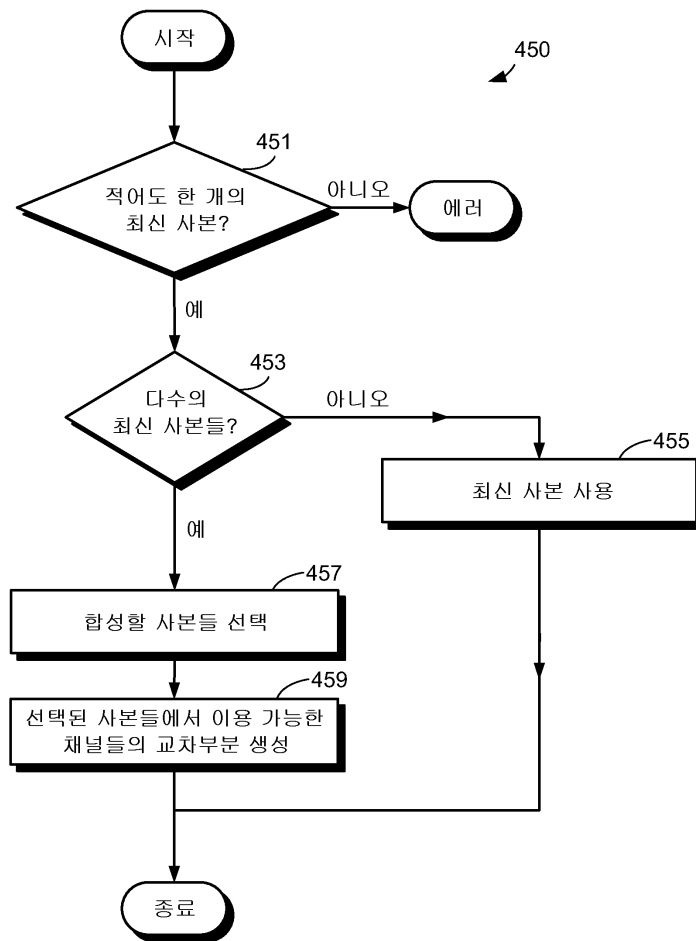 시작
450
451
적어도 한 개의
최신 사본?
아니오
에러
예
453
다수의
최신 사본들?
아니오
455
최신 사본 사용
예
457
합성할 사본들 선택
459
선택된 사본들에서 이용 가능한
채널들의 교차부분 생성
종료